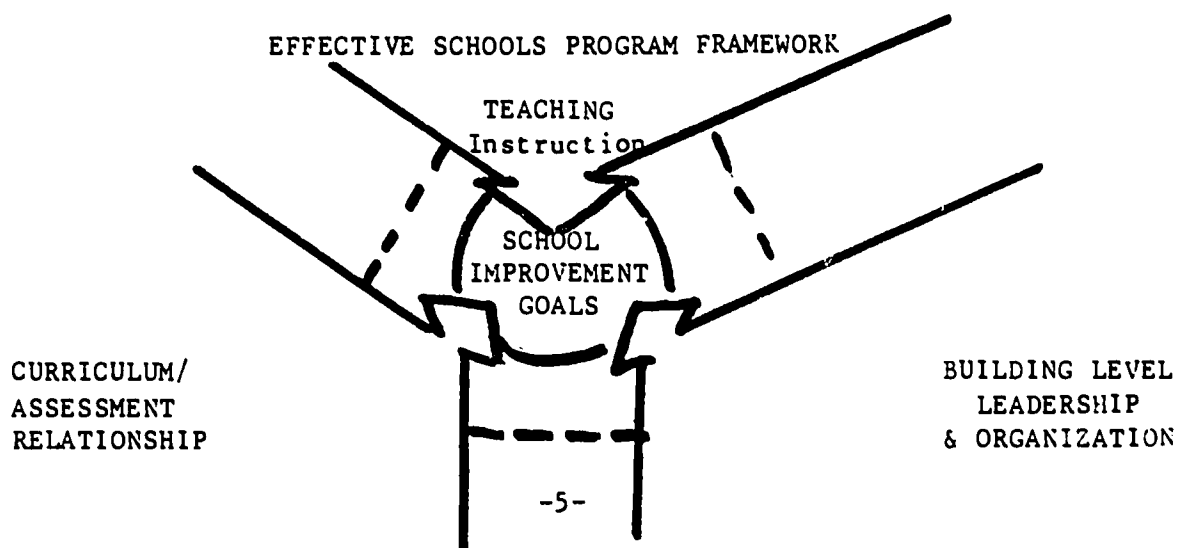 EFFECTIVE SCHOOLS PROGRAM FRAMEWORK
TEACHING
Instruction
SCHOOL
IMPROVEMENT
GOALS
CURRICULUM/
ASSESSMENT
RELATIONSHIP
BUILDING LEVEL
LEADERSHIP
& ORGANIZATION
-5-